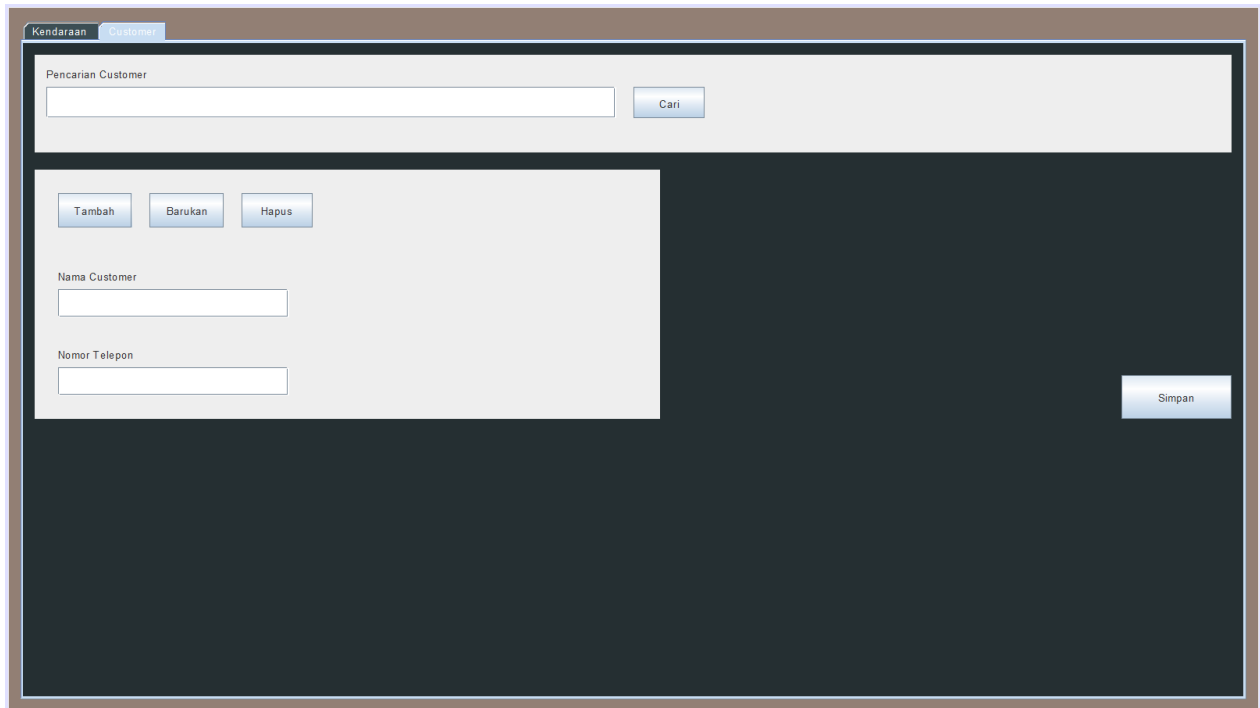 Kendaraan Customer
Pencarian Customer
Cari
Tambah Barukan Hapus
Nama Customer
Nomor Telepon
Simpan